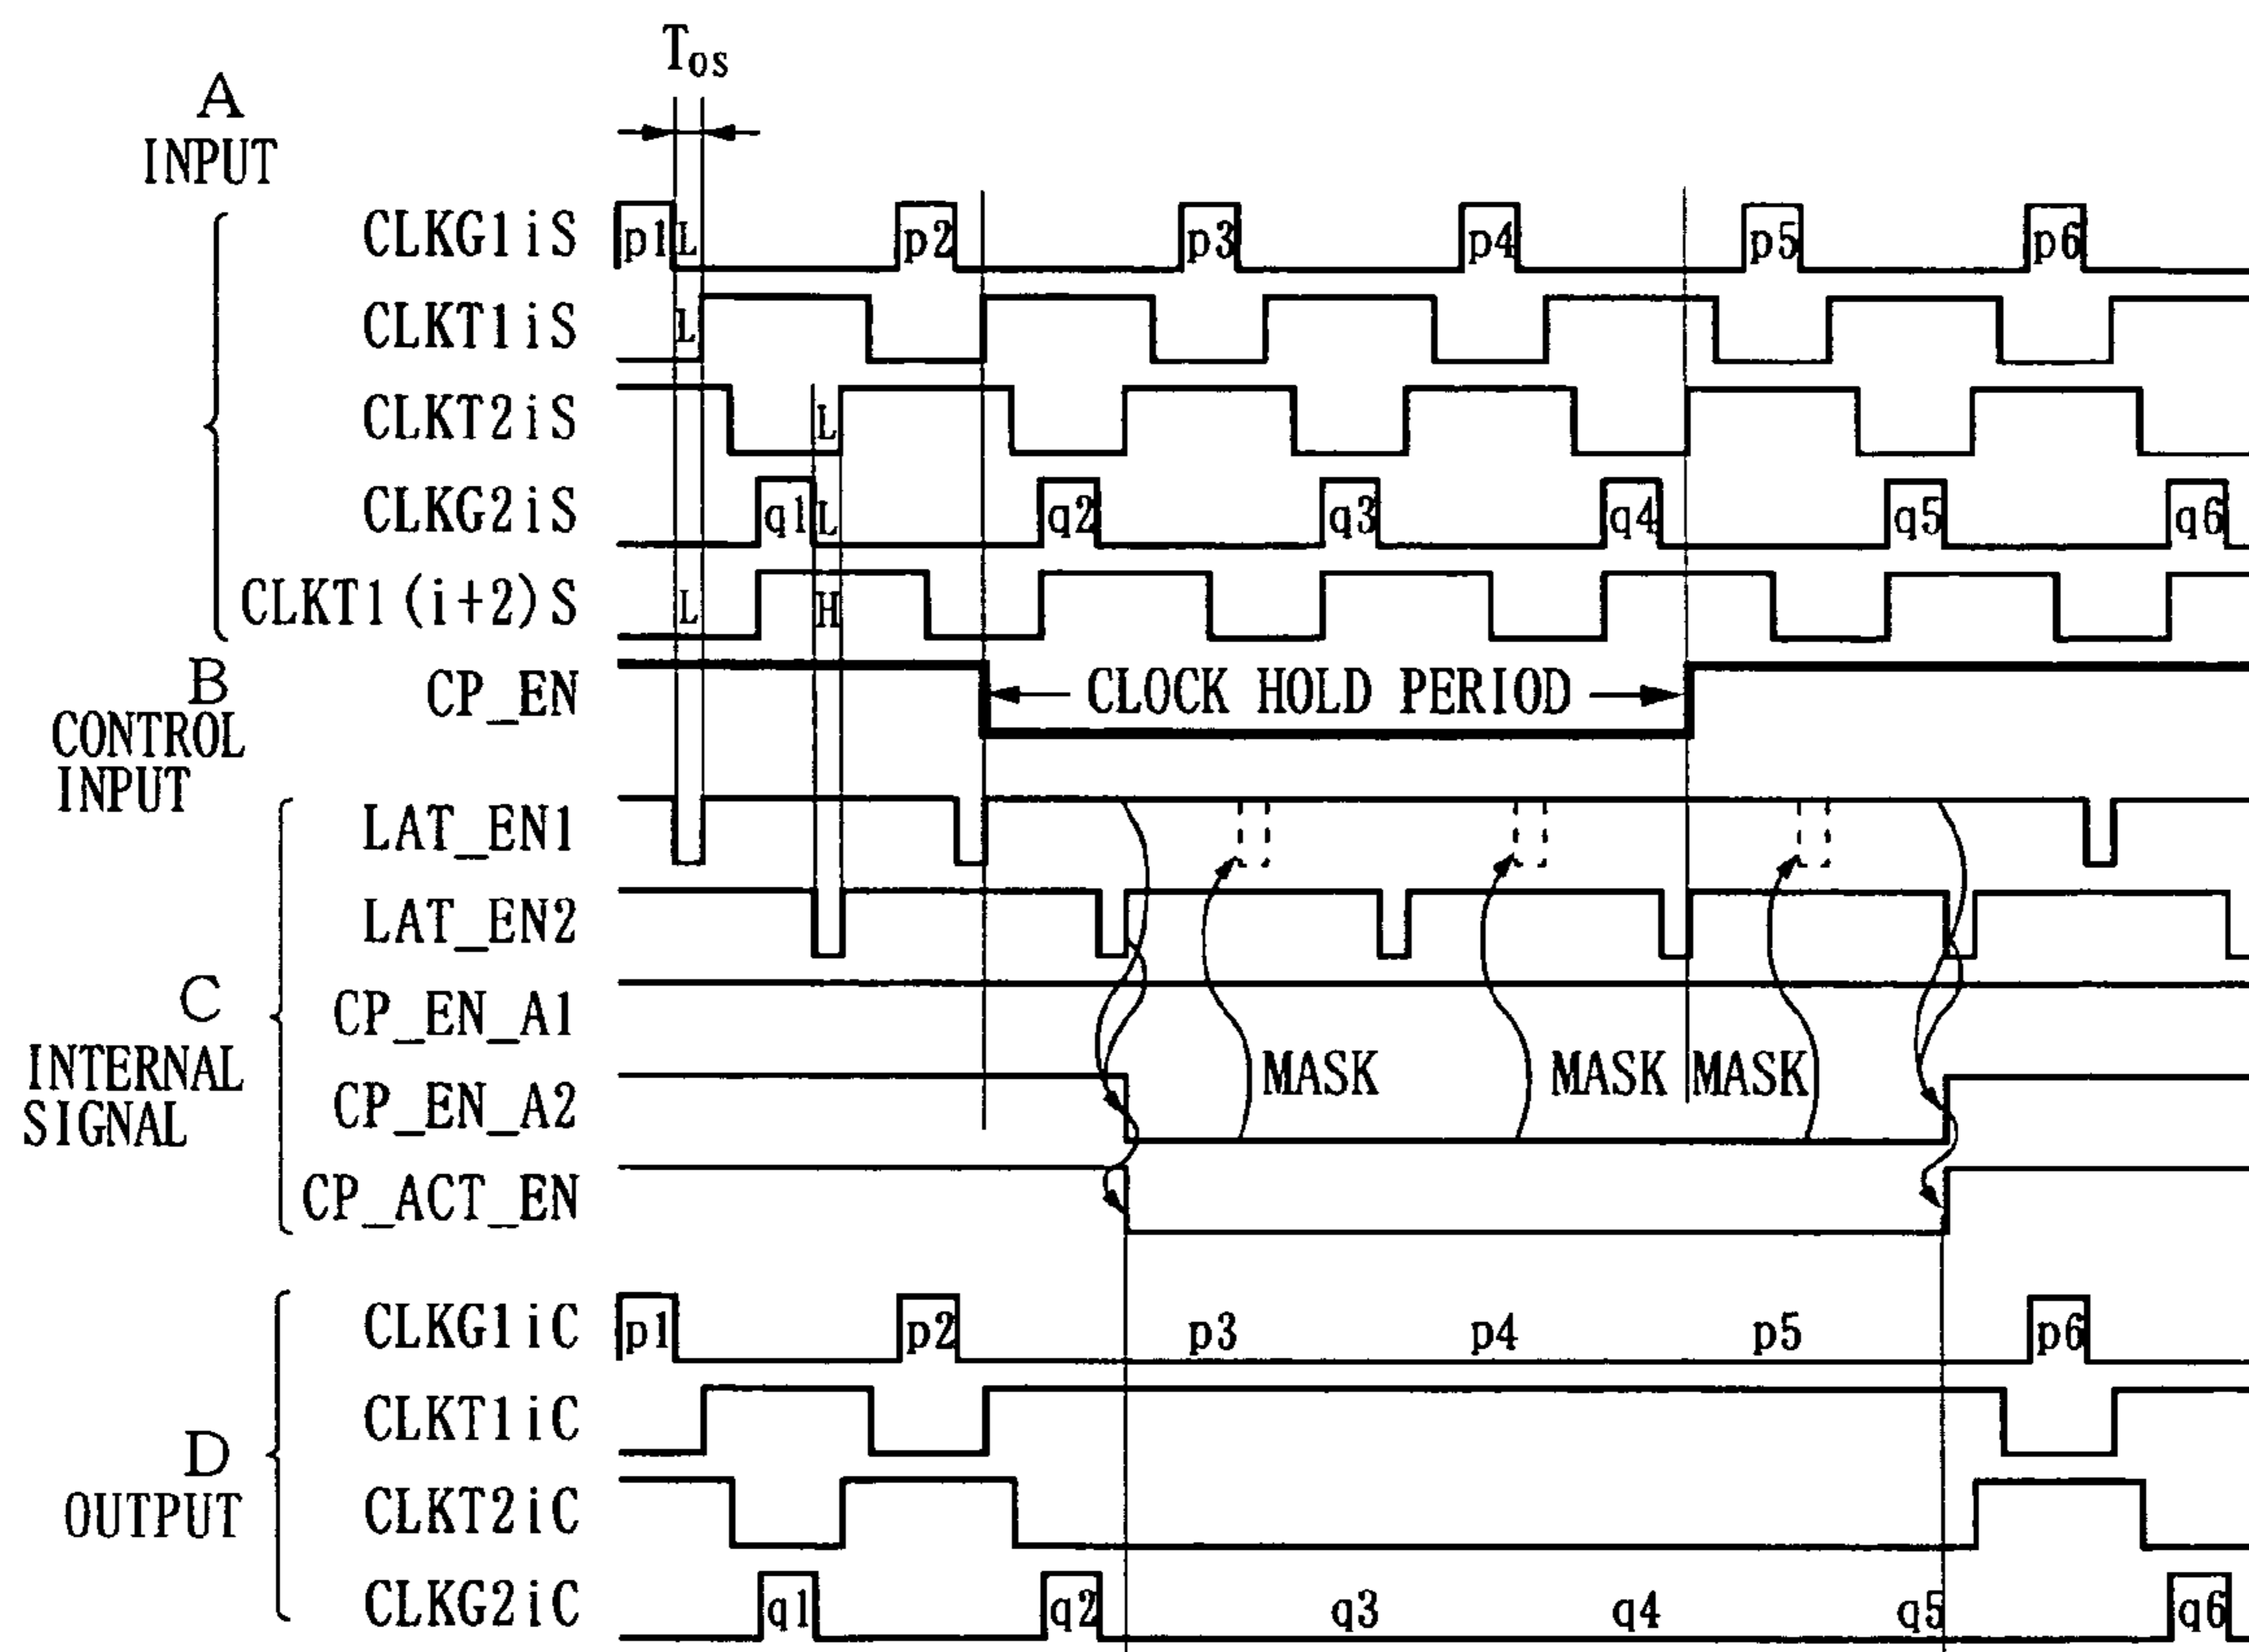 Tos
A
INPUT
CLKG1iS p1 L p2 p3 p4 p5 p6
CLKT1iS L
CLKT2iS L
CLKG2iS q1 L q2 q3 q4 q5 q6
CLKT1(i+2)S L H
B
CONTROL
INPUT
CP_EN CLOCK HOLD PERIOD
LAT_EN1
LAT_EN2
C
INTERNAL
SIGNAL
CP_EN_A1
MASK MASK MASK
CP_EN_A2
CP_ACT_EN
CLKG1iC p1 p2 p3 p4 p5 p6
CLKT1iC
D
OUTPUT
CLKT2iC
CLKG2iC q1 q2 q3 q4 q5 q6